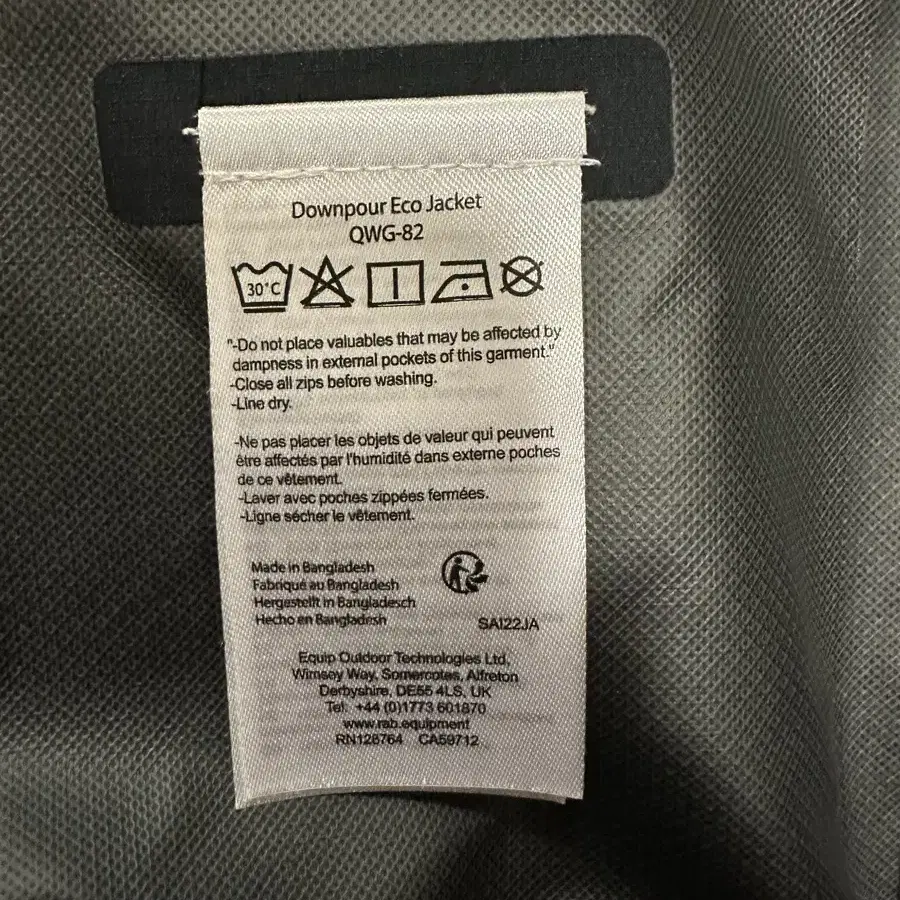 Downpour Eco Jacket
QWG-82
30°C
"-Do not place valuables that may be affected by
dampness in external pockets of this garment."
-Close all zips before washing.
-Line dry.
-Ne pas placer les objets de valeur qui peuvent
être affectés par l'humidité dans externe poches
de ce vêtement.
-Laver avec poches zippées fermées.
-Ligne sécher le vêtement.
Made in Bangladesh
Fabriqué au Bangladesh
Hergestellt in Bangladesch
Hecho en Bangladesh
SAI22JA
Equip Outdoor Technologies Ltd,
Wimsey Way, Somercotes, Alfreton
Derbyshire, DE55 4LS, UK
Tel: +44 (0)1773 601870
www.rab.equipment
RN128764 CA59712